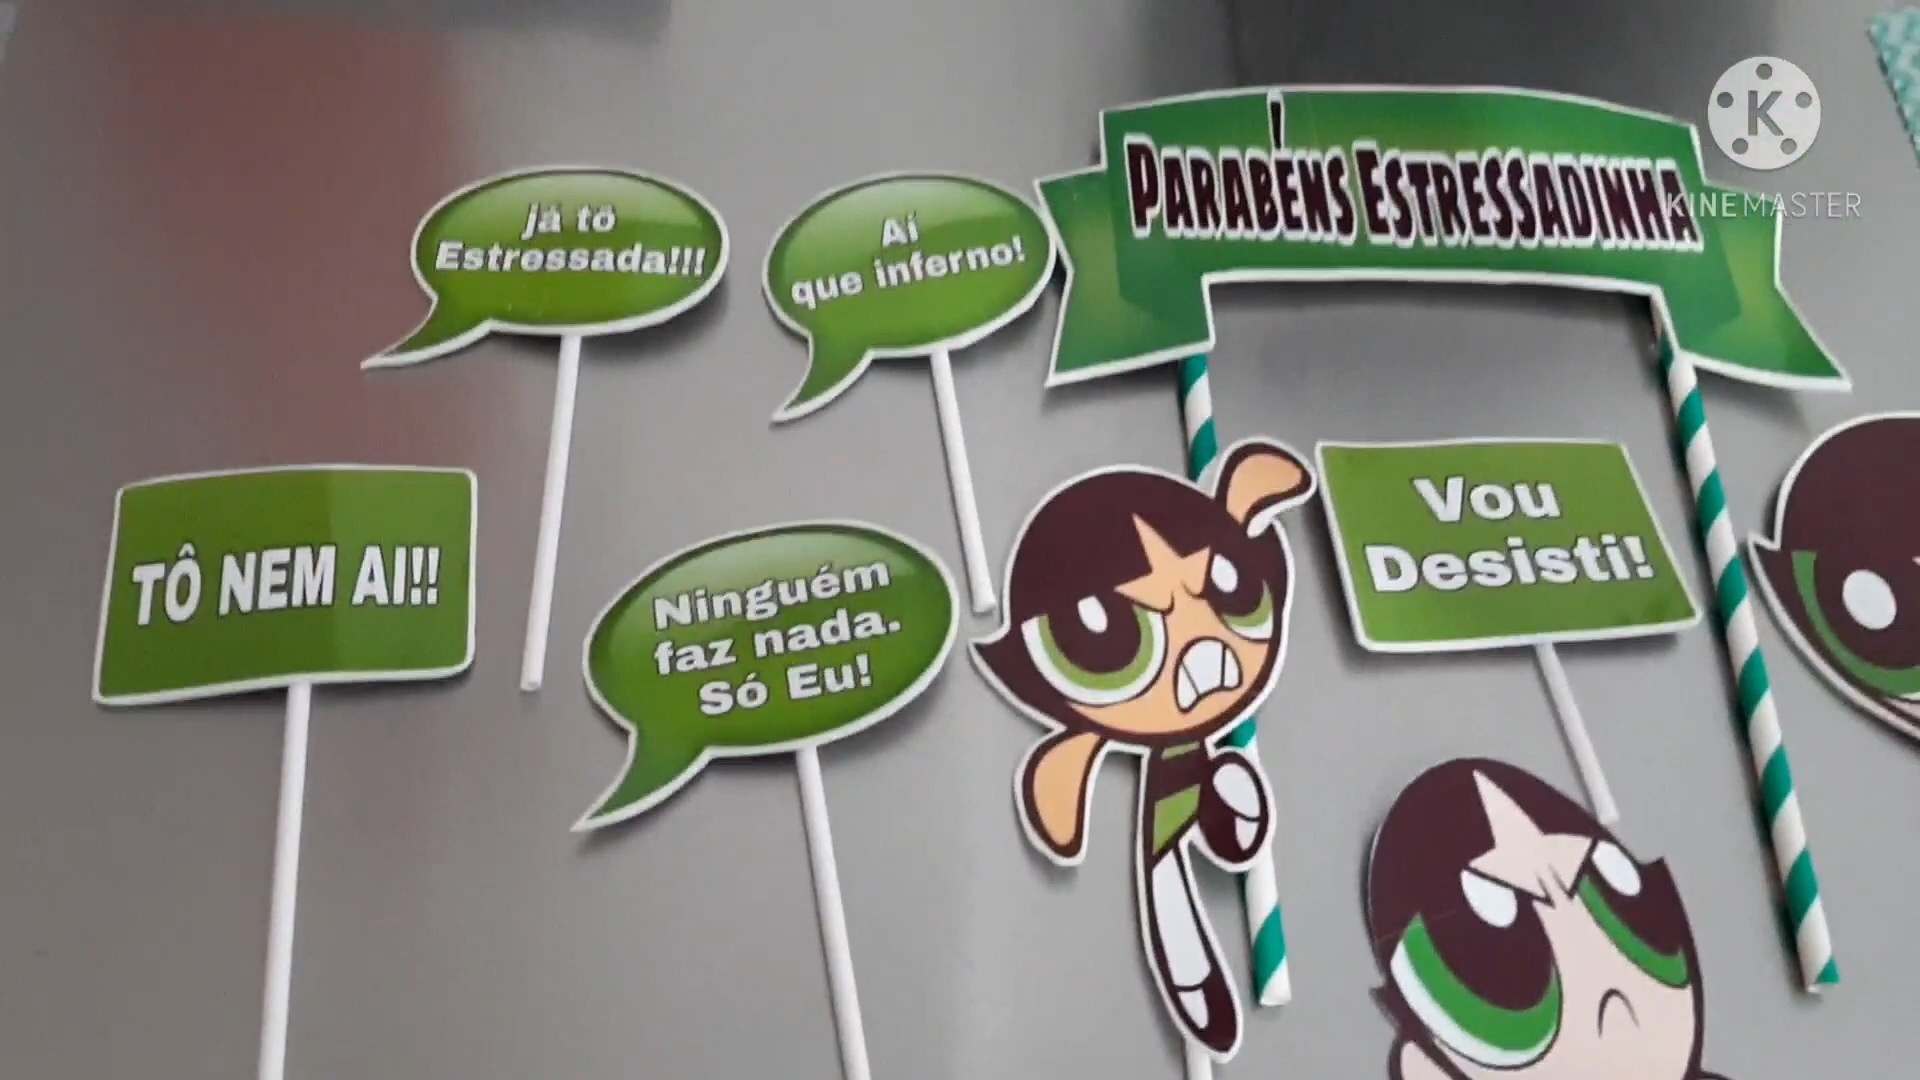 já tô
Estressada!!!
Aí
que inferno!
PARABÉNS ESTRESSADINHA
K
KINEMASTER
TÔ NEM AI!!
Ninguém
faz nada.
Só Eu!
Vou
Desisti!